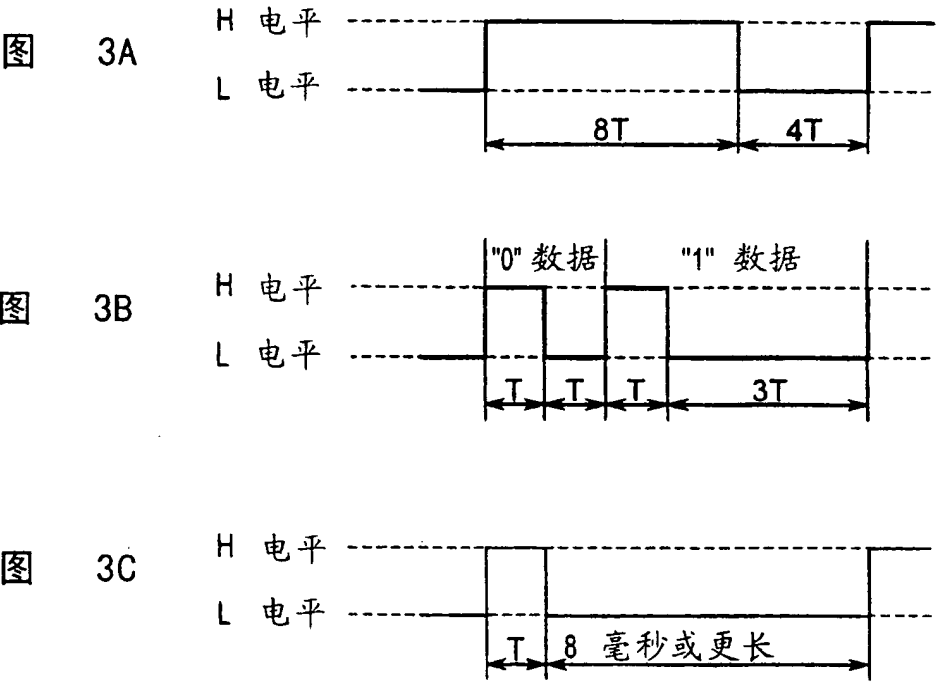 H 电平
图 3A
L 电平
8T 4T
"0" 数据 "1" 数据
H 电平
图 3B
L 电平
T T T 3T
H 电平
图 3C
L 电平
T 8 毫秒或更长